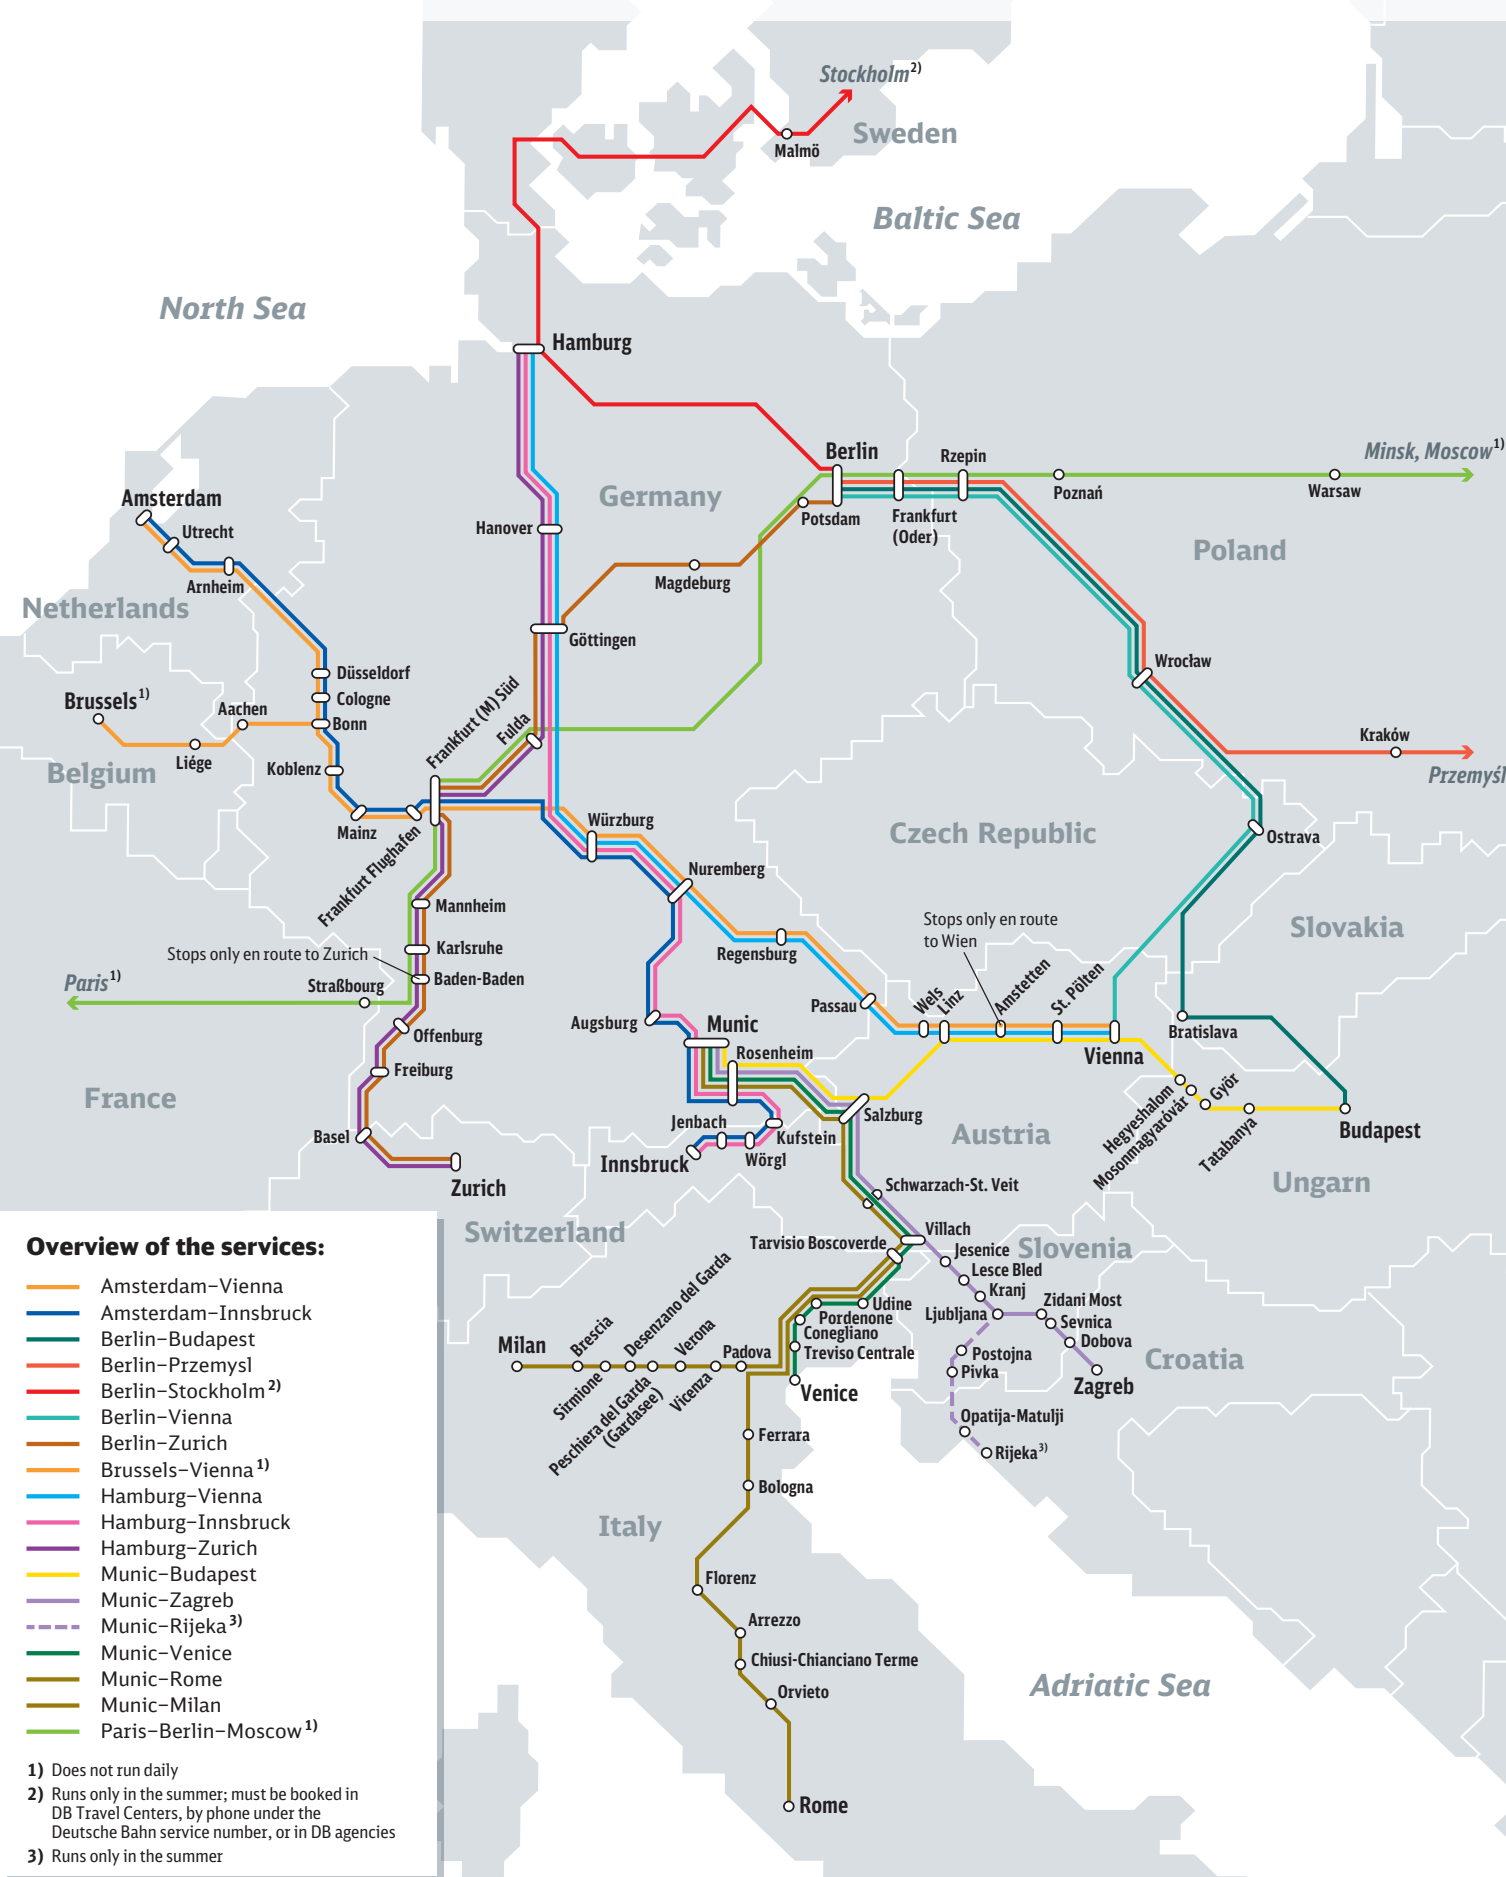 Stockholm2)
Sweden
Malmö
Baltic Sea
North Sea
Hamburg
Berlin
Rzepin
Minsk, Moscow1)
Germany
Amsterdam
Utrecht
Arnheim
Hanover
Potsdam
Frankfurt
(Oder)
Poznań
Warsaw
Poland
Magdeburg
Netherlands
Göttingen
Wrocław
Düsseldorf
Cologne
Brussels1)
Aachen
Bonn
Liége
Frankfurt (M) Süd
Fulda
Kraków
Przemyśl
Belgium
Koblenz
Mainz
Frankfurt Flughafen
Würzburg
Czech Republic
Ostrava
Nuremberg
Mannheim
Stops only en route
to Wien
Slovakia
Karlsruhe
Stops only en route to Zurich
Regensburg
Baden-Baden
Paris1)
Straßbourg
Passau
Wels
Linz
Amstetten
St. Pölten
Augsburg
Munic
Offenburg
Bratislava
Vienna
Rosenheim
Freiburg
France
Hegyeshalom
Mosonmagyaróvár
Györ
Tatabanya
Budapest
Salzburg
Jenbach
Kufstein
Austria
Basel
Innsbruck
Wörgl
Ungarn
Zurich
Schwarzach-St. Veit
Switzerland
Villach
Tarvisio Boscoverde
Jesenice
Slovenia
Lesce Bled
Kranj
Ljubljana
Zidani Most
Sevnica
Dobova
Udine
Pordenone
Conegliano
Treviso Centrale
Venice
Milan
Brescia
Sirmione
Desenzano del Garda
Peschiera del Garda
(Gardasee)
Verona
Vicenza
Padova
Postojna
Pivka
Croatia
Zagreb
Opatija-Matulji
Rijeka3)
Ferrara
Bologna
Italy
Florenz
Arrezzo
Chiusi-Chianciano Terme
Orvieto
Adriatic Sea
Rome
Overview of the services:
Amsterdam–Vienna
Amsterdam–Innsbruck
Berlin–Budapest
Berlin–Przemysl
Berlin–Stockholm2)
Berlin–Vienna
Berlin–Zurich
Brussels–Vienna1)
Hamburg–Vienna
Hamburg–Innsbruck
Hamburg–Zurich
Munic–Budapest
Munic–Zagreb
Munic–Rijeka3)
Munic–Venice
Munic–Rome
Munic–Milan
Paris–Berlin–Moscow1)
1) Does not run daily
2) Runs only in the summer; must be booked in
DB Travel Centers, by phone under the
Deutsche Bahn service number, or in DB agencies
3) Runs only in the summer